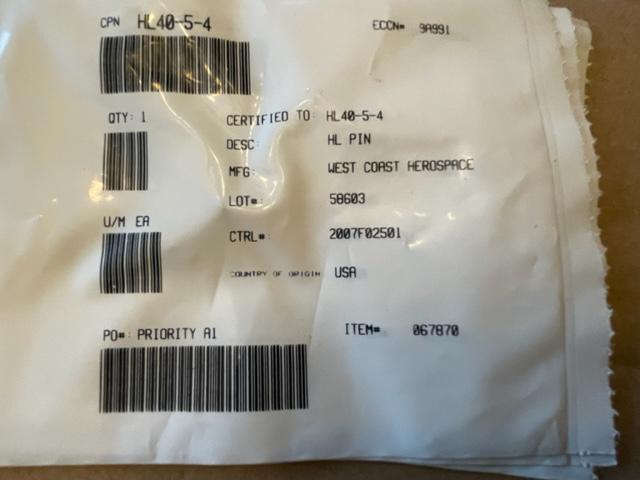 CPN HL40-5-4
ECCN# 9A991
QTY: 1
CERTIFIED TO: HL40-5-4
DESC: HL PIN
MFG: WEST COAST AEROSPACE
LOT#: 58603
U/M EA
CTRL#: 2007F02501
COUNTRY OF ORIGIN USA
PO#: PRIORITY A1
ITEM# 067870